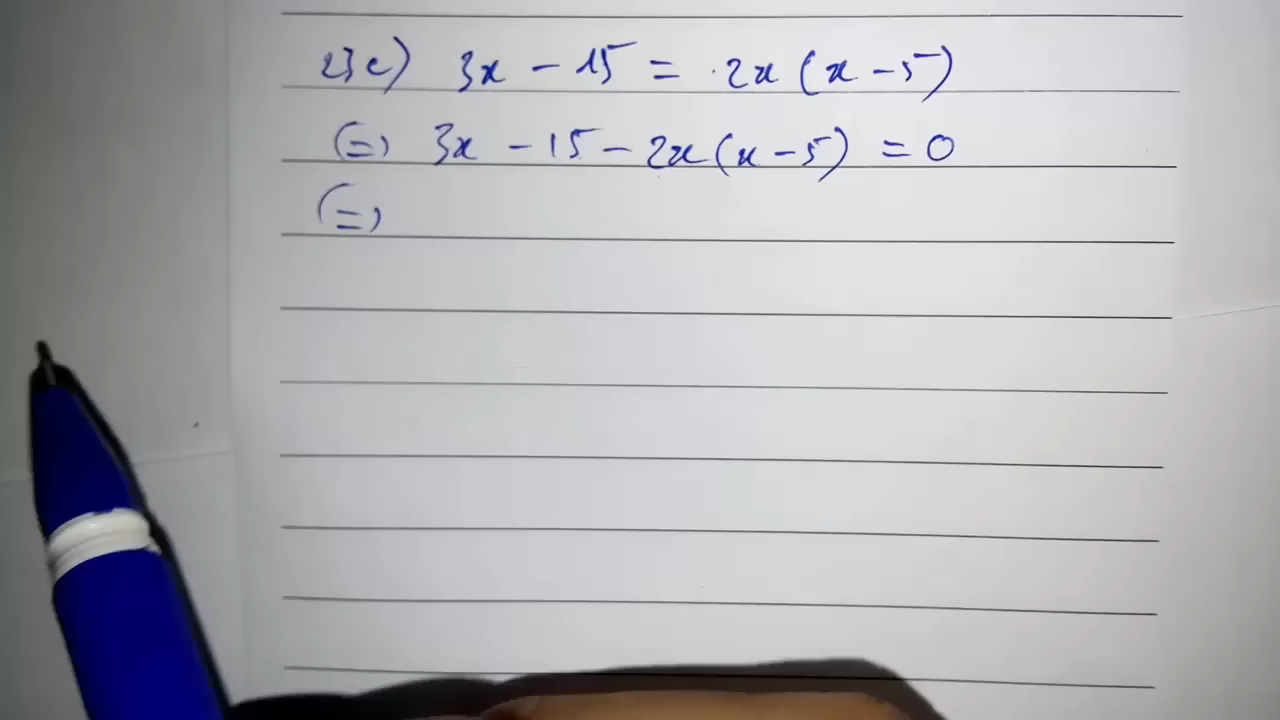 23c) 3x - 15 = 2x(x - 5)
(=) 3x - 15 - 2x(x - 5) = 0
(=)